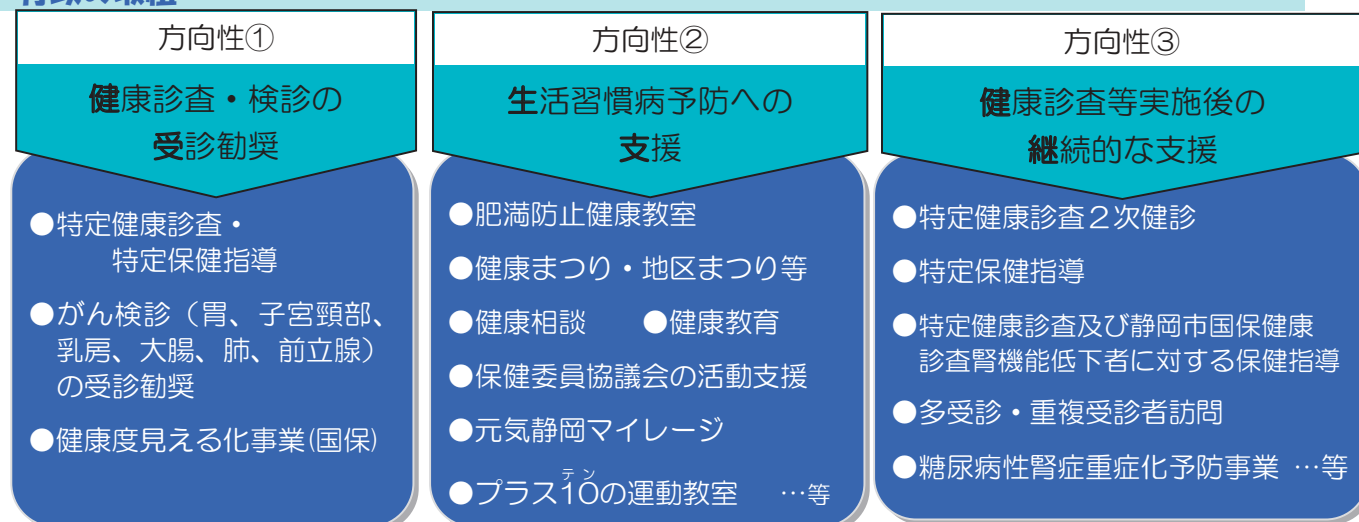 方向性①
健康診査・検診の
受診勧奨
●特定健康診査・
特定保健指導
●がん検診（胃、子宮頸部、
乳房、大腸、肺、前立腺）
の受診勧奨
●健康度見える化事業(国保)
方向性②
生活習慣病予防への
支援
●肥満防止健康教室
●健康まつり・地区まつり等
●健康相談　●健康教育
●保健委員協議会の活動支援
●元気静岡マイレージ
テン
●プラス10の運動教室　…等
方向性③
健康診査等実施後の
継続的な支援
●特定健康診査２次健診
●特定保健指導
●特定健康診査及び静岡市国保健康
診査腎機能低下者に対する保健指導
●多受診・重複受診者訪問
●糖尿病性腎症重症化予防事業 …等